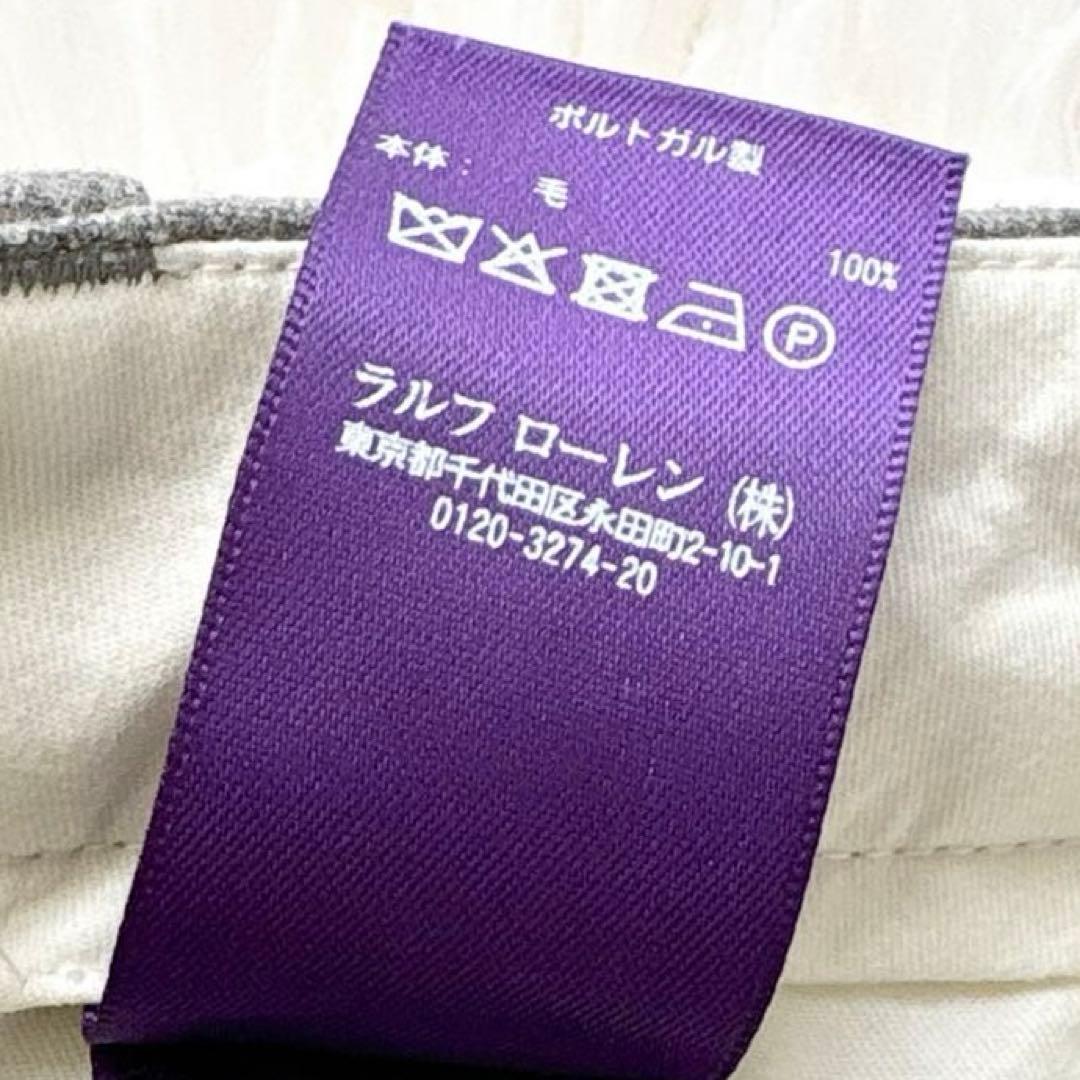 ポルトガル製
本体： 毛 100%
P
ラルフ ローレン (株)
東京都千代田区永田町2-10-1
0120-3274-20